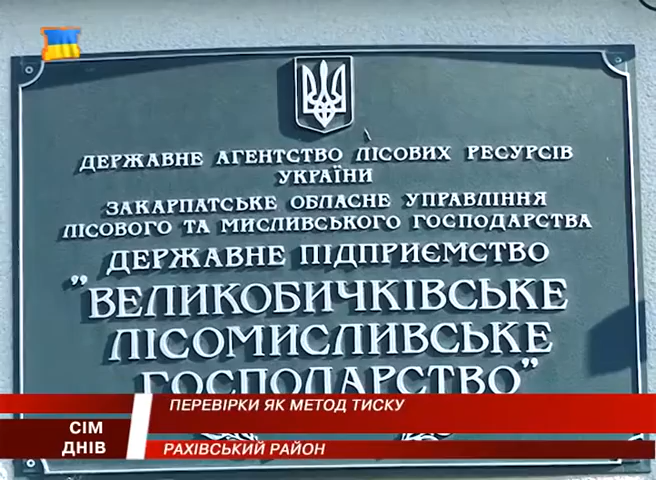 ДЕРЖАВНЕ АГЕНТСТВО ЛІСОВИХ РЕСУРСІВ
УКРАЇНИ
ЗАКАРПАТСЬКЕ ОБЛАСНЕ УПРАВЛІННЯ
ЛІСОВОГО ТА МИСЛИВСЬКОГО ГОСПОДАРСТВА
ДЕРЖАВНЕ ПІДПРИЄМСТВО
"ВЕЛИКОБИЧКІВСЬКЕ
ЛІСОМИСЛИВСЬКЕ
ГОСПОДАРСТВО"
ПЕРЕВІРКИ ЯК МЕТОД ТИСКУ
СІМ
ДНІВ
РАХІВСЬКИЙ РАЙОН